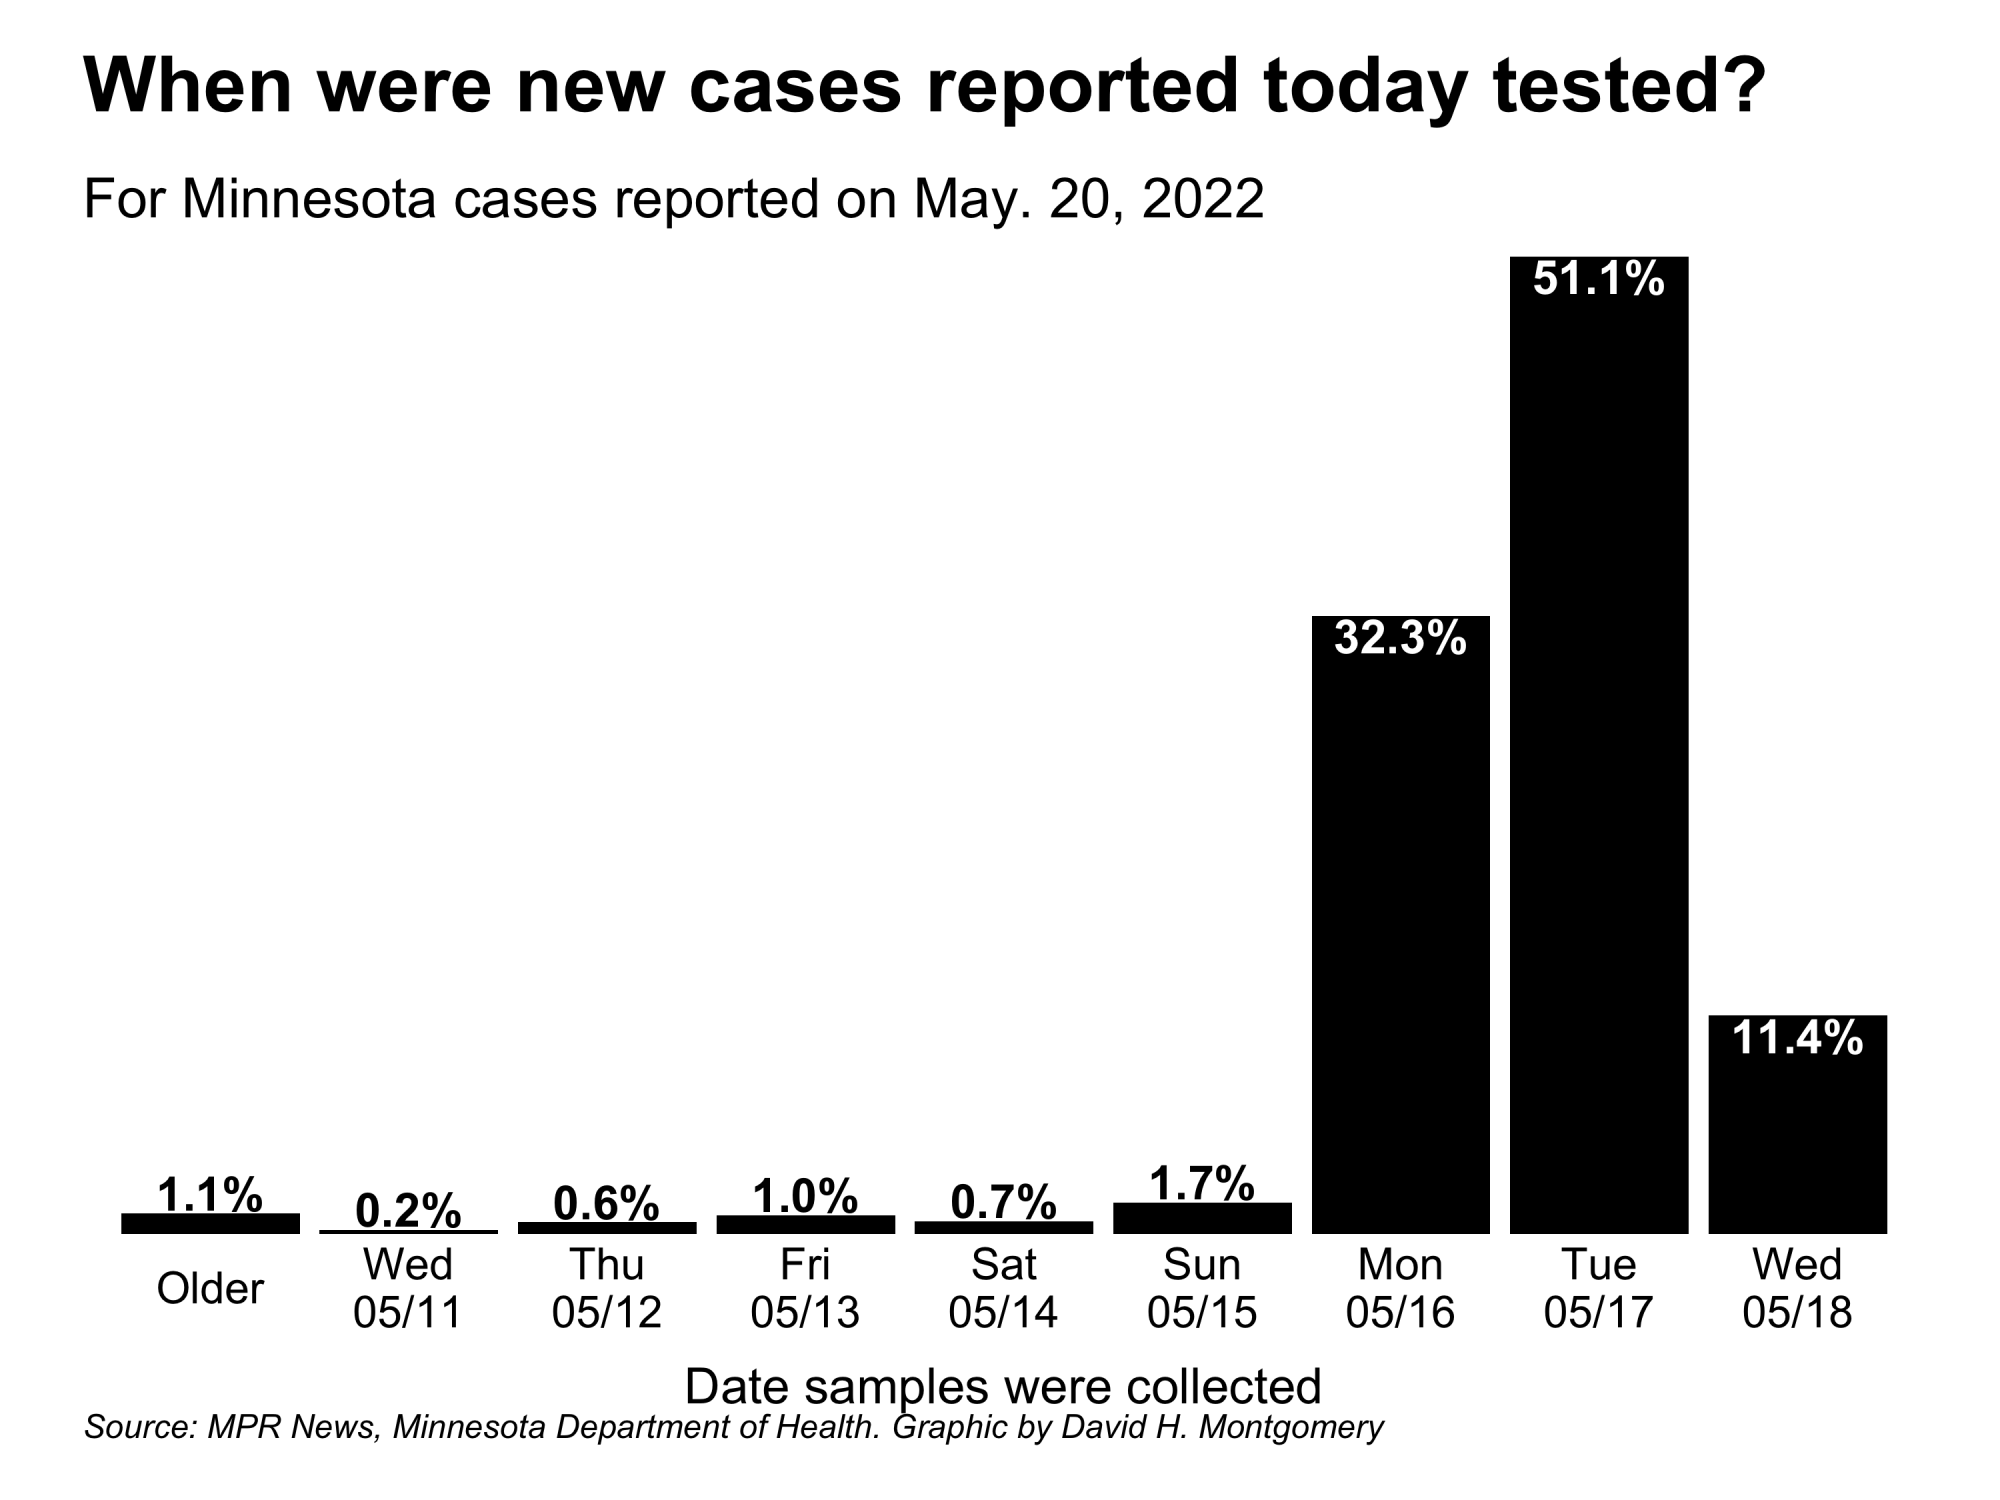 When were new cases reported today tested?
For Minnesota cases reported on May. 20, 2022
51.1%
32.3%
11.4%
1.1%
0.2%
0.6%
1.0%
0.7%
1.7%
Older
Wed
05/11
Thu
05/12
Fri
05/13
Sat
05/14
Sun
05/15
Mon
05/16
Tue
05/17
Wed
05/18
Date samples were collected
Source: MPR News, Minnesota Department of Health. Graphic by David H. Montgomery